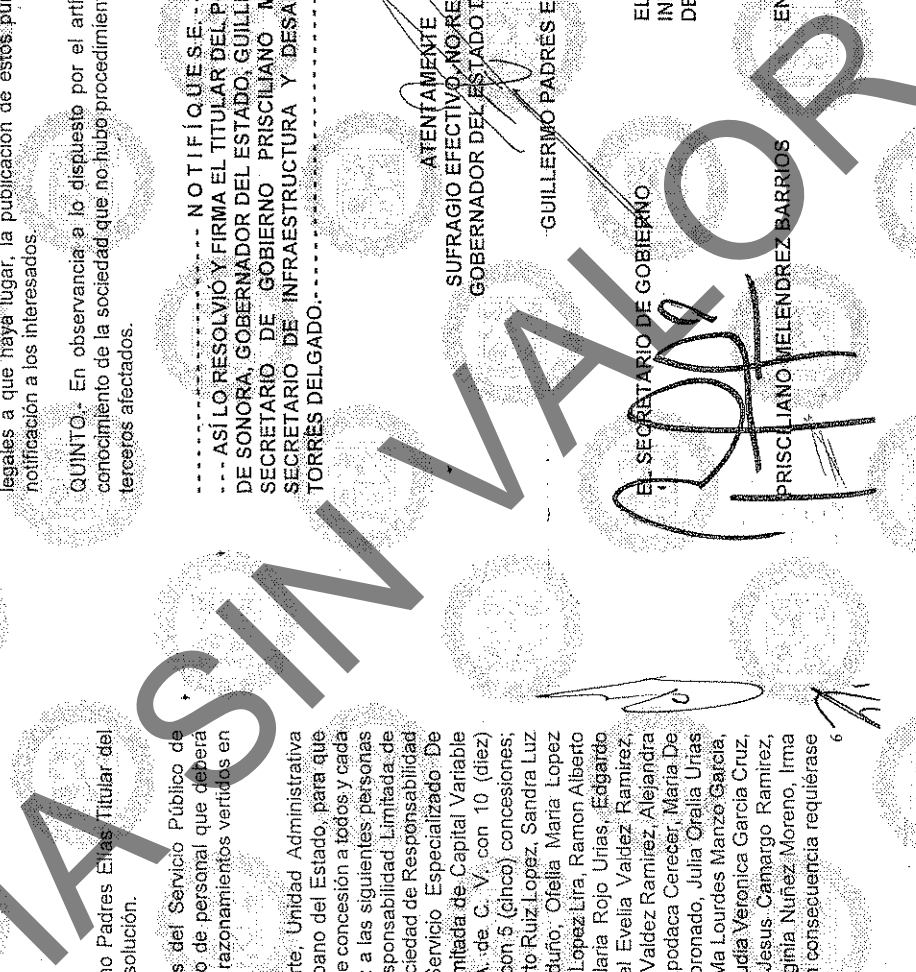 no Padres Elías Titular del
solución.
s del Servicio Público de
o de personal que deberá
razonamientos vertidos en
rte, Unidad Administrativa
bano del Estado, para que
e concesión a todos y cada
a las siguientes personas
sponsabilidad Limitada de
ciedad de Responsabilidad
Servicio Especializado De
mitada de Capital Variable
A. de C. V. con 10 (diez)
con 5 (cinco) concesiones;
to Ruiz Lopez, Sandra Luz
duño, Ofelia Maria Lopez
Lopez Lira, Ramon Alberto
laria Rojo Urias, Edgardo
al Evelia Valdez Ramirez,
Valdez Ramirez, Alejandra
podaca Cerecer, Maria De
oronado, Julia Oralia Urias
Ma Lourdes Manzo Garcia,
udia Veronica Garcia Cruz,
Jesus Camargo Ramirez,
ginia Nuñez Moreno, Irma
n consecuencia requiérase
6
legales a que haya lugar, la publicación de estos pu
notificación a los interesados.
QUINTO.- En observancia a lo dispuesto por el artí
conocimiento de la sociedad que no hubo procedimien
terceros afectados.
- - - - - - - - - - - - - - - - - N O T I F Í Q U E S E. - -
- - - ASÍ LO RESOLVIO Y FIRMA EL TITULAR DEL P
DE SONORA, GOBERNADOR DEL ESTADO, GUILL
SECRETARIO DE GOBIERNO PRISCILIANO M
SECRETARIO DE INFRAESTRUCTURA Y DESA
TORRES DELGADO. - - - - - - - - - - - - - - - - - -
ATENTAMENTE
SUFRAGIO EFECTIVO, NO RE
GOBERNADOR DEL ESTADO D
GUILLERMO PADRES E
EL SECRETARIO DE GOBIERNO
PRISCILIANO MELENDREZ BARRIOS
EL
IN
DE
EN
IA SIN VALOR